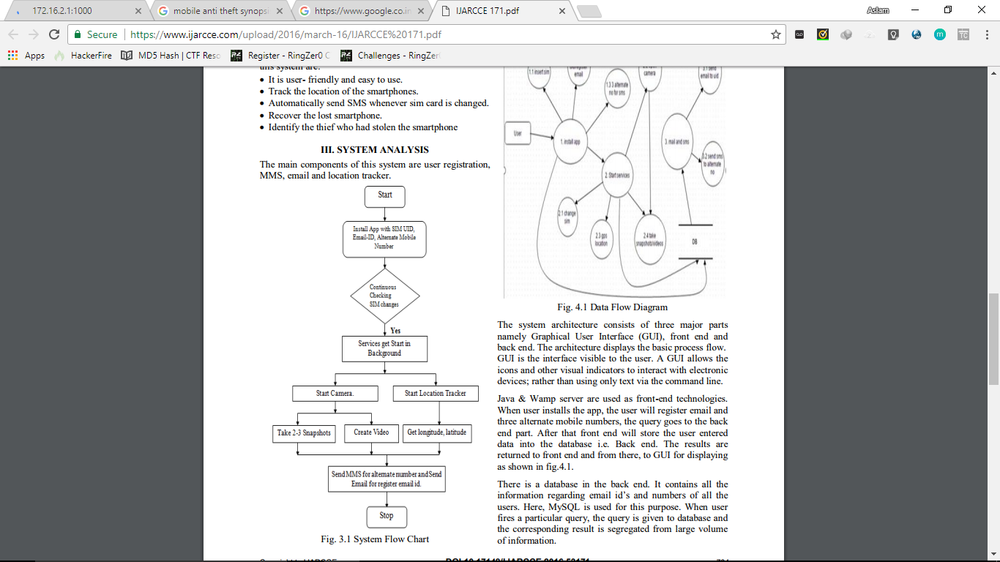 172.16.2.1:1000
mobile anti theft synops
https://www.google.co.in
IJARCCE 171.pdf
Aslam
Secure
https://www.ijarcce.com/upload/2016/march-16/IJARCCE%20171.pdf
Apps
HackerFire
MD5 Hash | CTF Reso
Register - RingZer0 C
Challenges - RingZer
this system are:
• It is user- friendly and easy to use.
• Track the location of the smartphones.
• Automatically send SMS whenever sim card is changed.
• Recover the lost smartphone.
• Identify the thief who had stolen the smartphone
III. SYSTEM ANALYSIS
The main components of this system are user registration,
MMS, email and location tracker.
Start
Install App with SIM UID,
Email-ID, Alternate Mobile
Number
Continuous
Checking
SIM changes
Yes
Services get Start in
Background
Start Camera.
Start Location Tracker
Take 2-3 Snapshots
Create Video
Get longitude, latitude
Send MMS for alternate number and Send
Email for register email id.
Stop
Fig. 3.1 System Flow Chart
1.1 insert sim
email
1.3 3 alternate
no for sms
camera
3.1 send
email to uid
User
1. install app
2. Start services
3. mail and sms
3.2 send sms
to alternate
no
2.1 change
sim
2.3 gps
location
2.4 take
snapshot/videos
DB
Fig. 4.1 Data Flow Diagram
The system architecture consists of three major parts
namely Graphical User Interface (GUI), front end and
back end. The architecture displays the basic process flow.
GUI is the interface visible to the user. A GUI allows the
icons and other visual indicators to interact with electronic
devices; rather than using only text via the command line.
Java & Wamp server are used as front-end technologies.
When user installs the app, the user will register email and
three alternate mobile numbers, the query goes to the back
end part. After that front end will store the user entered
data into the database i.e. Back end. The results are
returned to front end and from there, to GUI for displaying
as shown in fig.4.1.
There is a database in the back end. It contains all the
information regarding email id's and numbers of all the
users. Here, MySQL is used for this purpose. When user
fires a particular query, the query is given to database and
the corresponding result is segregated from large volume
of information.